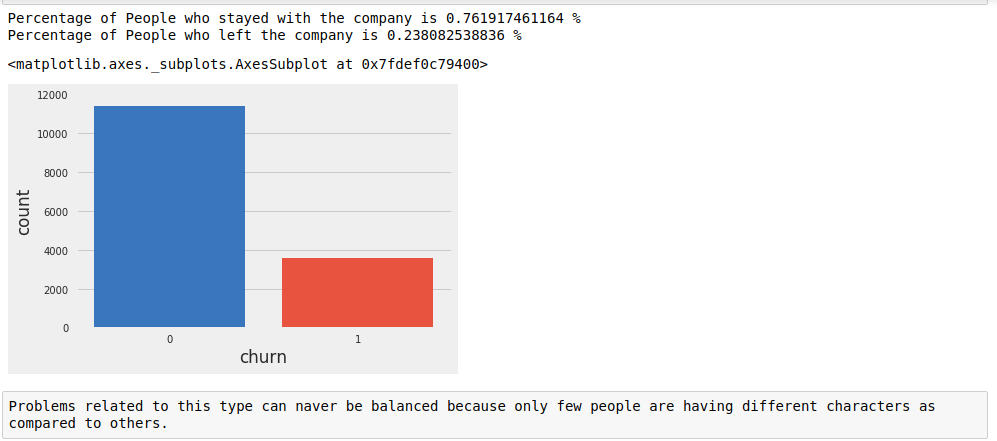 Percentage of People who stayed with the company is 0.761917461164 %
Percentage of People who left the company is 0.238082538836 %
<matplotlib.axes._subplots.AxesSubplot at 0x7fdef0c79400>
12000
10000
8000
6000
4000
2000
0
count
0 1
churn
Problems related to this type can naver be balanced because only few people are having different characters as
compared to others.